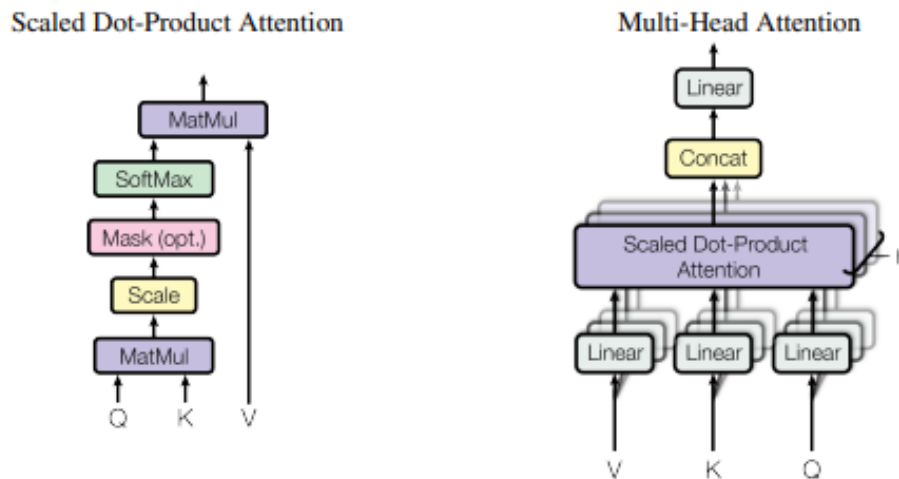 Scaled Dot-Product Attention
MatMul
SoftMax
Mask (opt.)
Scale
MatMul
Q K V
Multi-Head Attention
Linear
Concat
Scaled Dot-Product
Attention
Linear Linear Linear
V K Q